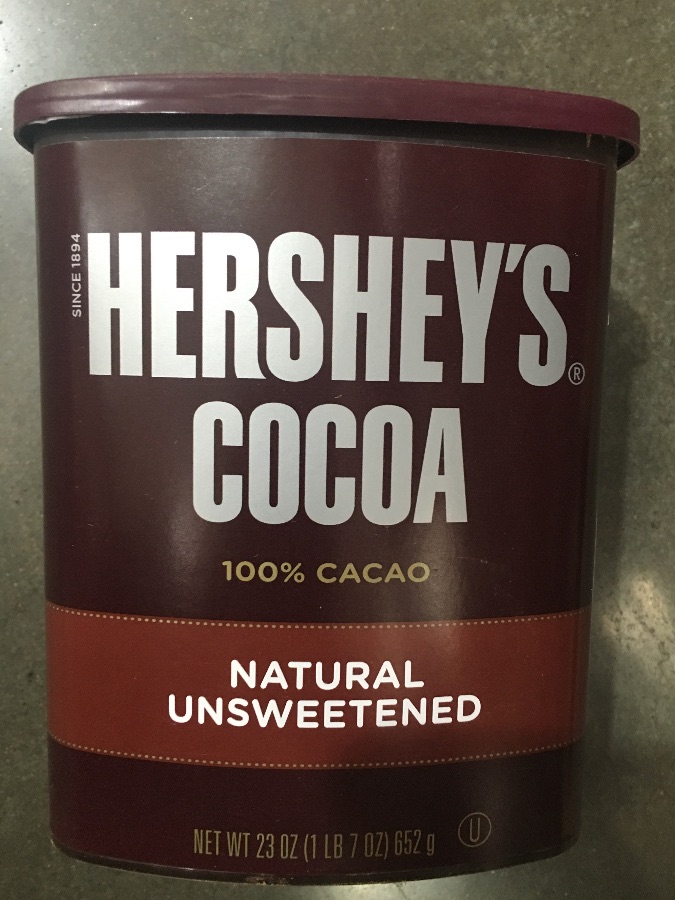 SINCE 1894
HERSHEY'S®
COCOA
100% CACAO
NATURAL
UNSWEETENED
NET WT 23 OZ (1 LB 7 OZ) 652 g
U